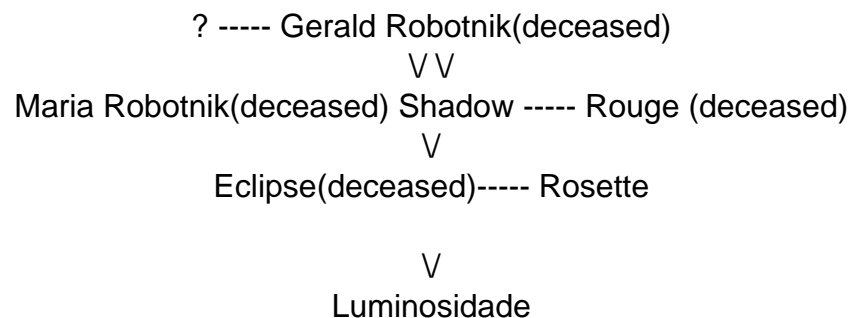 ? ----- Gerald Robotnik(deceased)
\/ \/
Maria Robotnik(deceased) Shadow ----- Rouge (deceased)
\/
Eclipse(deceased)----- Rosette
\/
Luminosidade